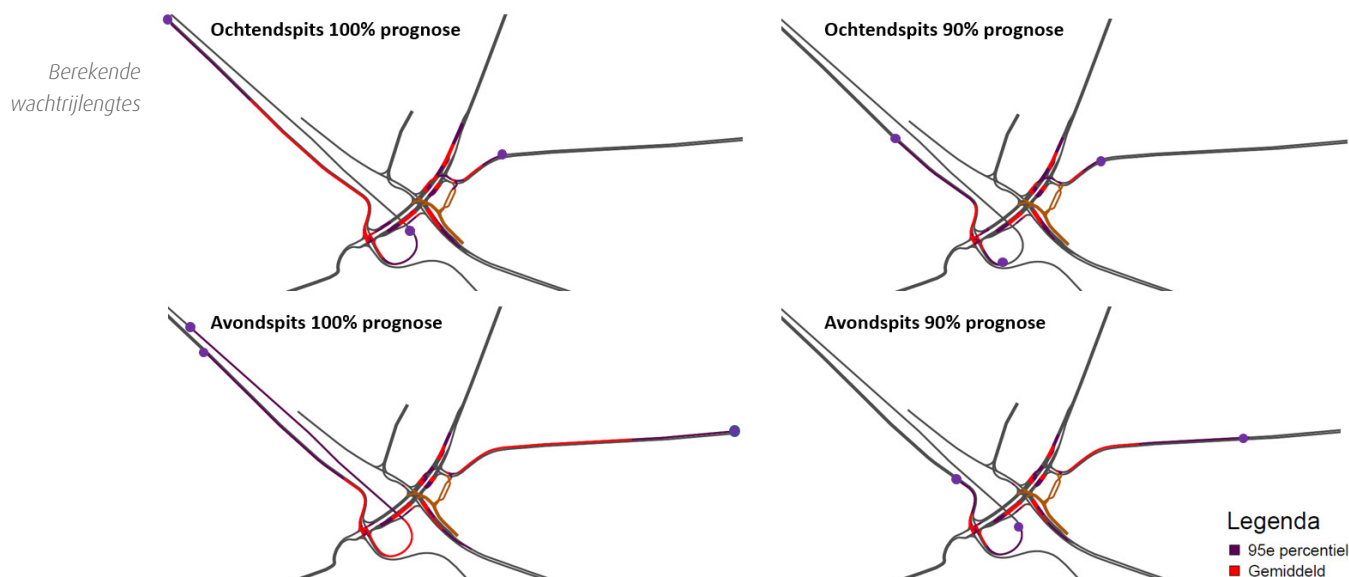 Berekende
wachtrijlengtes
Ochtendspits 100% prognose
Ochtendspits 90% prognose
Avondspits 100% prognose
Avondspits 90% prognose
Legenda
95e percentiel
Gemiddeld